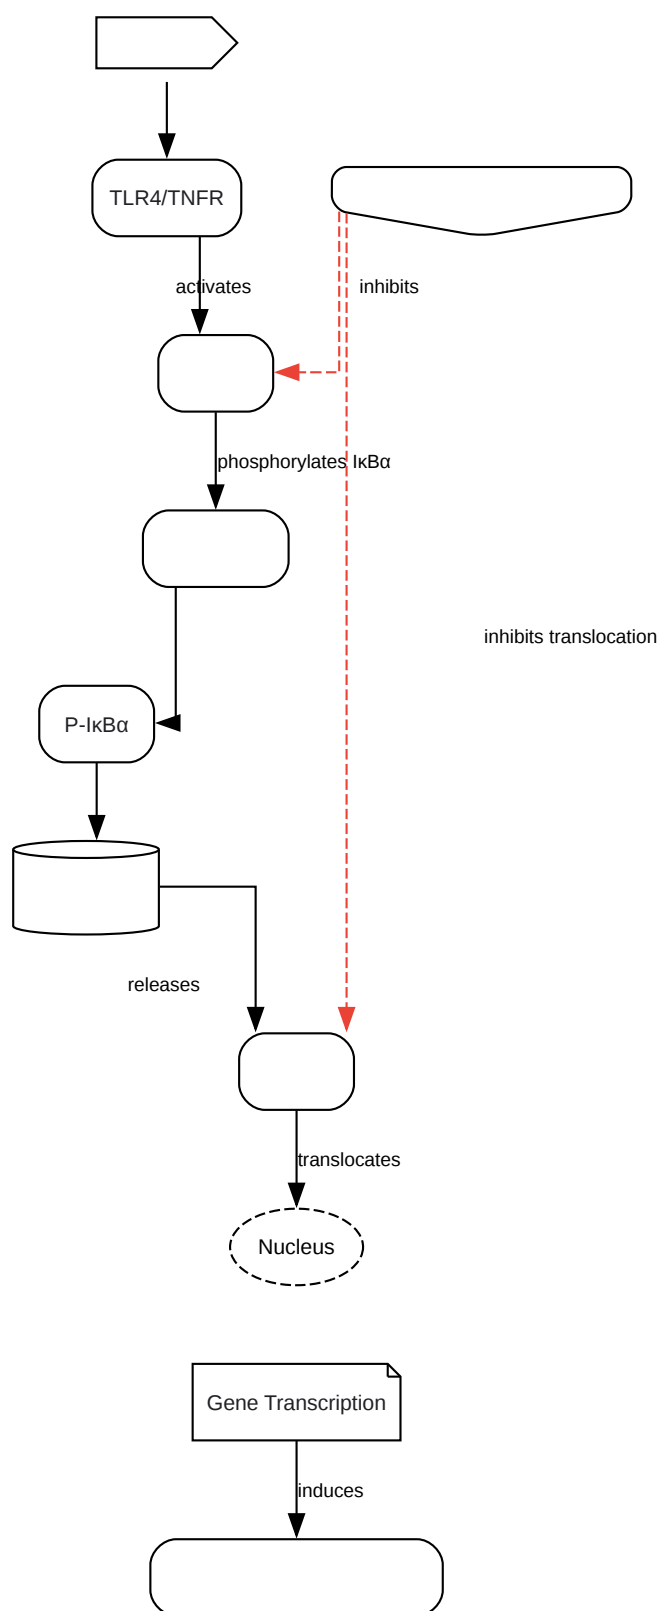 TLR4/TNFR
activates
inhibits
phosphorylates IκBα
inhibits translocation
P-IκBα
releases
translocates
Nucleus
Gene Transcription
induces